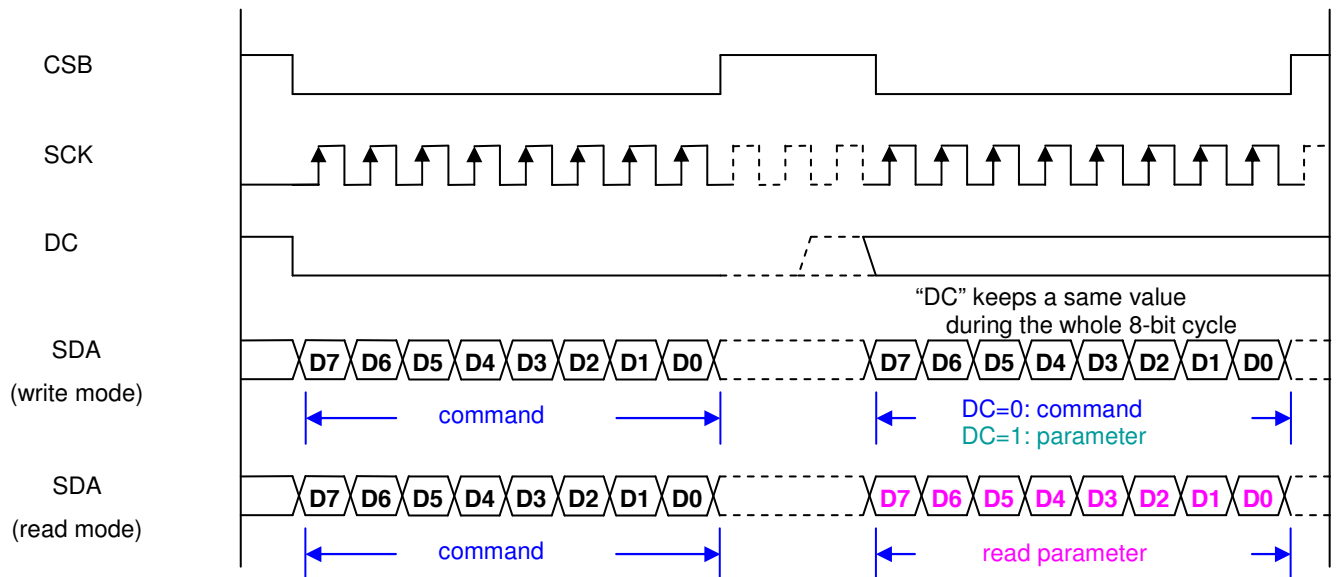 CSB
SCK
DC
“DC” keeps a same value
during the whole 8-bit cycle
SDA
(write mode)
D7 D6 D5 D4 D3 D2 D1 D0 D7 D6 D5 D4 D3 D2 D1 D0
command
DC=0: command
DC=1: parameter
SDA
(read mode)
D7 D6 D5 D4 D3 D2 D1 D0 D7 D6 D5 D4 D3 D2 D1 D0
command
read parameter